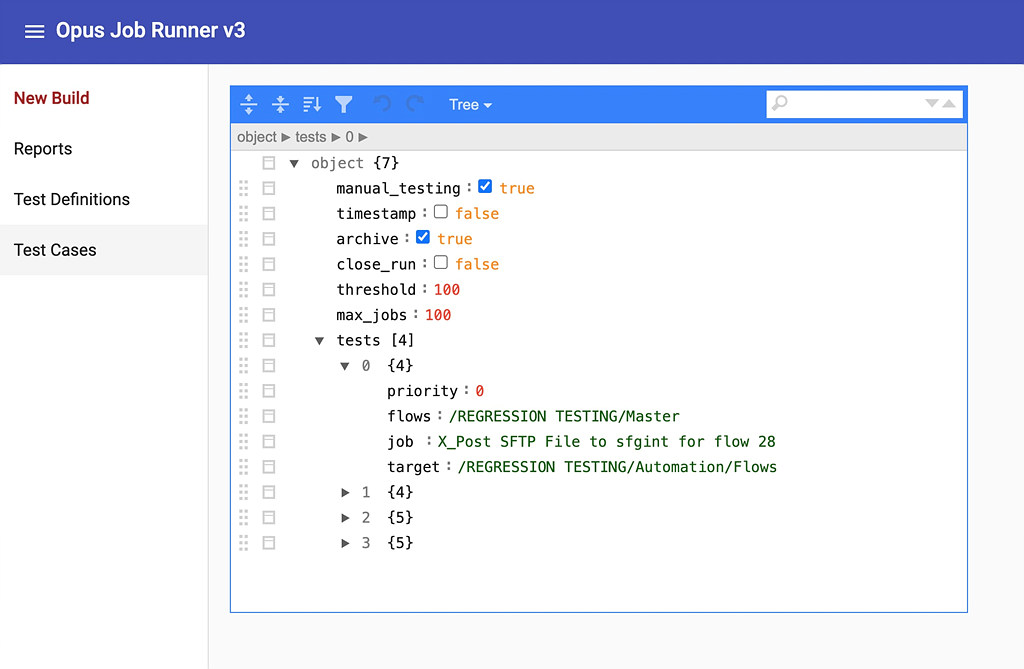 Opus Job Runner v3
New Build
Reports
Test Definitions
Test Cases
Tree
object ▶ tests ▶ 0 ▶
object {7}
manual_testing : true
timestamp : false
archive : true
close_run : false
threshold : 100
max_jobs : 100
tests [4]
0 {4}
priority : 0
flows : /REGRESSION TESTING/Master
job : X_Post SFTP File to sfgint for flow 28
target : /REGRESSION TESTING/Automation/Flows
1 {4}
2 {5}
3 {5}